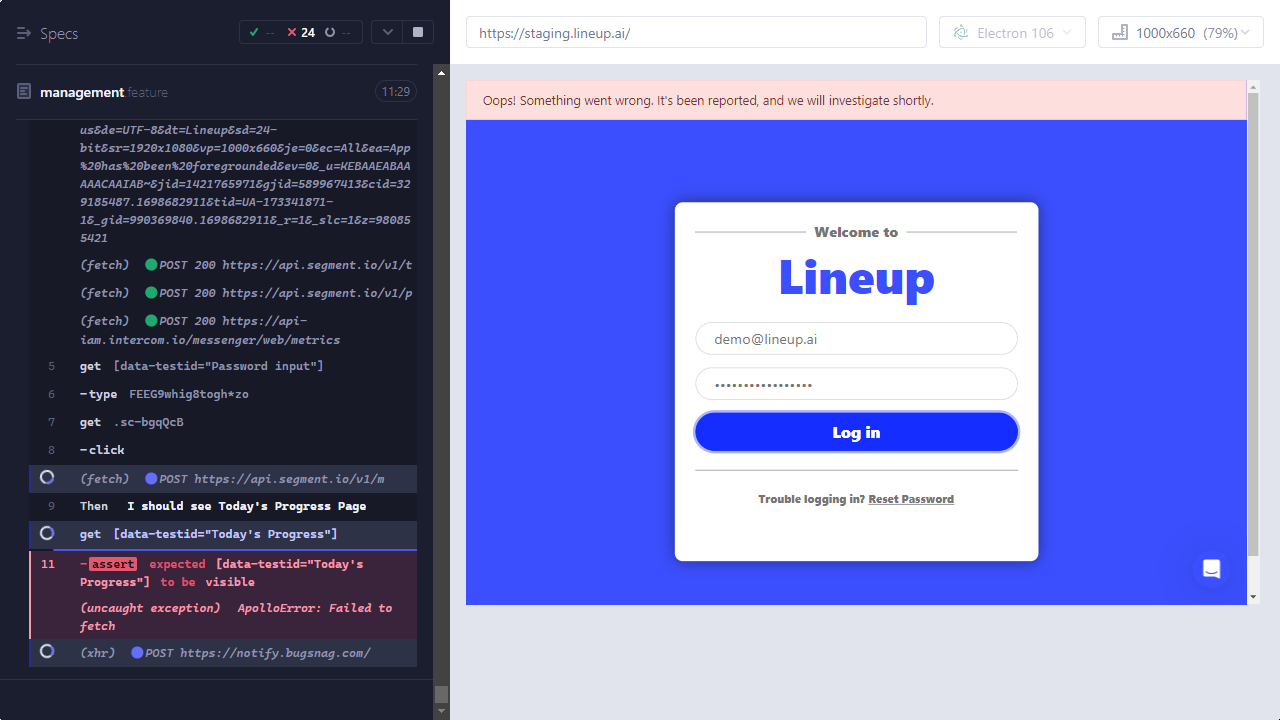 Specs
--
24
--
https://staging.lineup.ai/
Electron 106
1000x660 (79%)
management feature
11:29
us&de=UTF-8&dt=Lineup&sd=24-
bit&sr=1920x1080&vp=1000x660&je=0&ec=All&ea=App
%20has%20been%20foregrounded&ev=0&_u=KEBAAEABAA
AAACAAIAB~&jid=1421765971&gjid=589967413&cid=32
9185487.1698682911&tid=UA-173341871-
1&_gid=990369840.1698682911&_r=1&_slc=1&z=98085
5421
(fetch) POST 200 https://api.segment.io/v1/t
(fetch) POST 200 https://api.segment.io/v1/p
(fetch) POST 200 https://api-
iam.intercom.io/messenger/web/metrics
5 get [data-testid="Password input"]
6 -type FEEG9whig8togh*zo
7 get .sc-bgqQcB
8 -click
(fetch) POST https://api.segment.io/v1/m
9 Then I should see Today's Progress Page
get [data-testid="Today's Progress"]
11 -assert expected [data-testid="Today's
Progress"] to be visible
(uncaught exception) ApolloError: Failed to
fetch
(xhr) POST https://notify.bugsnag.com/
Oops! Something went wrong. It's been reported, and we will investigate shortly.
Welcome to
Lineup
demo@lineup.ai
•••••••••••••••••
Log in
Trouble logging in? Reset Password